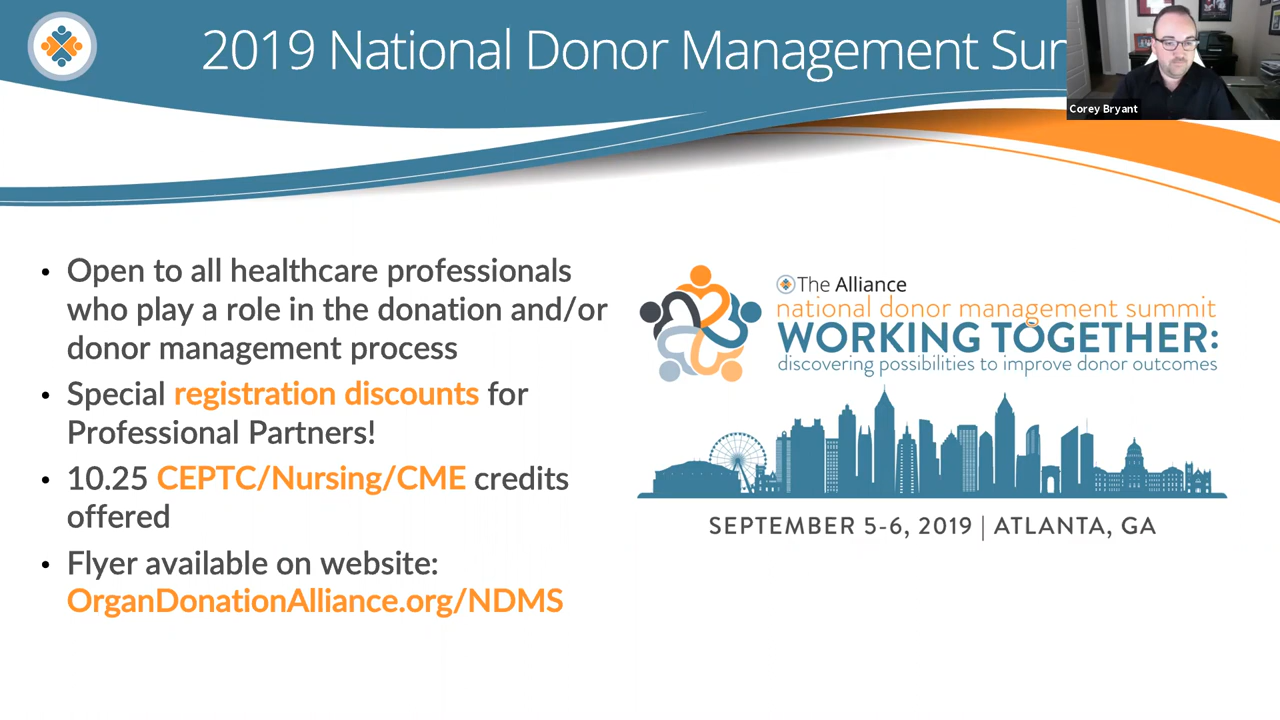 2019 National Donor Management Su
Corey Bryant
• Open to all healthcare professionals
who play a role in the donation and/or
donor management process
• Special registration discounts for
Professional Partners!
• 10.25 CEPTC/Nursing/CME credits
offered
• Flyer available on website:
OrganDonationAlliance.org/NDMS
The Alliance
national donor management summit
WORKING TOGETHER:
discovering possibilities to improve donor outcomes
SEPTEMBER 5-6, 2019 | ATLANTA, GA